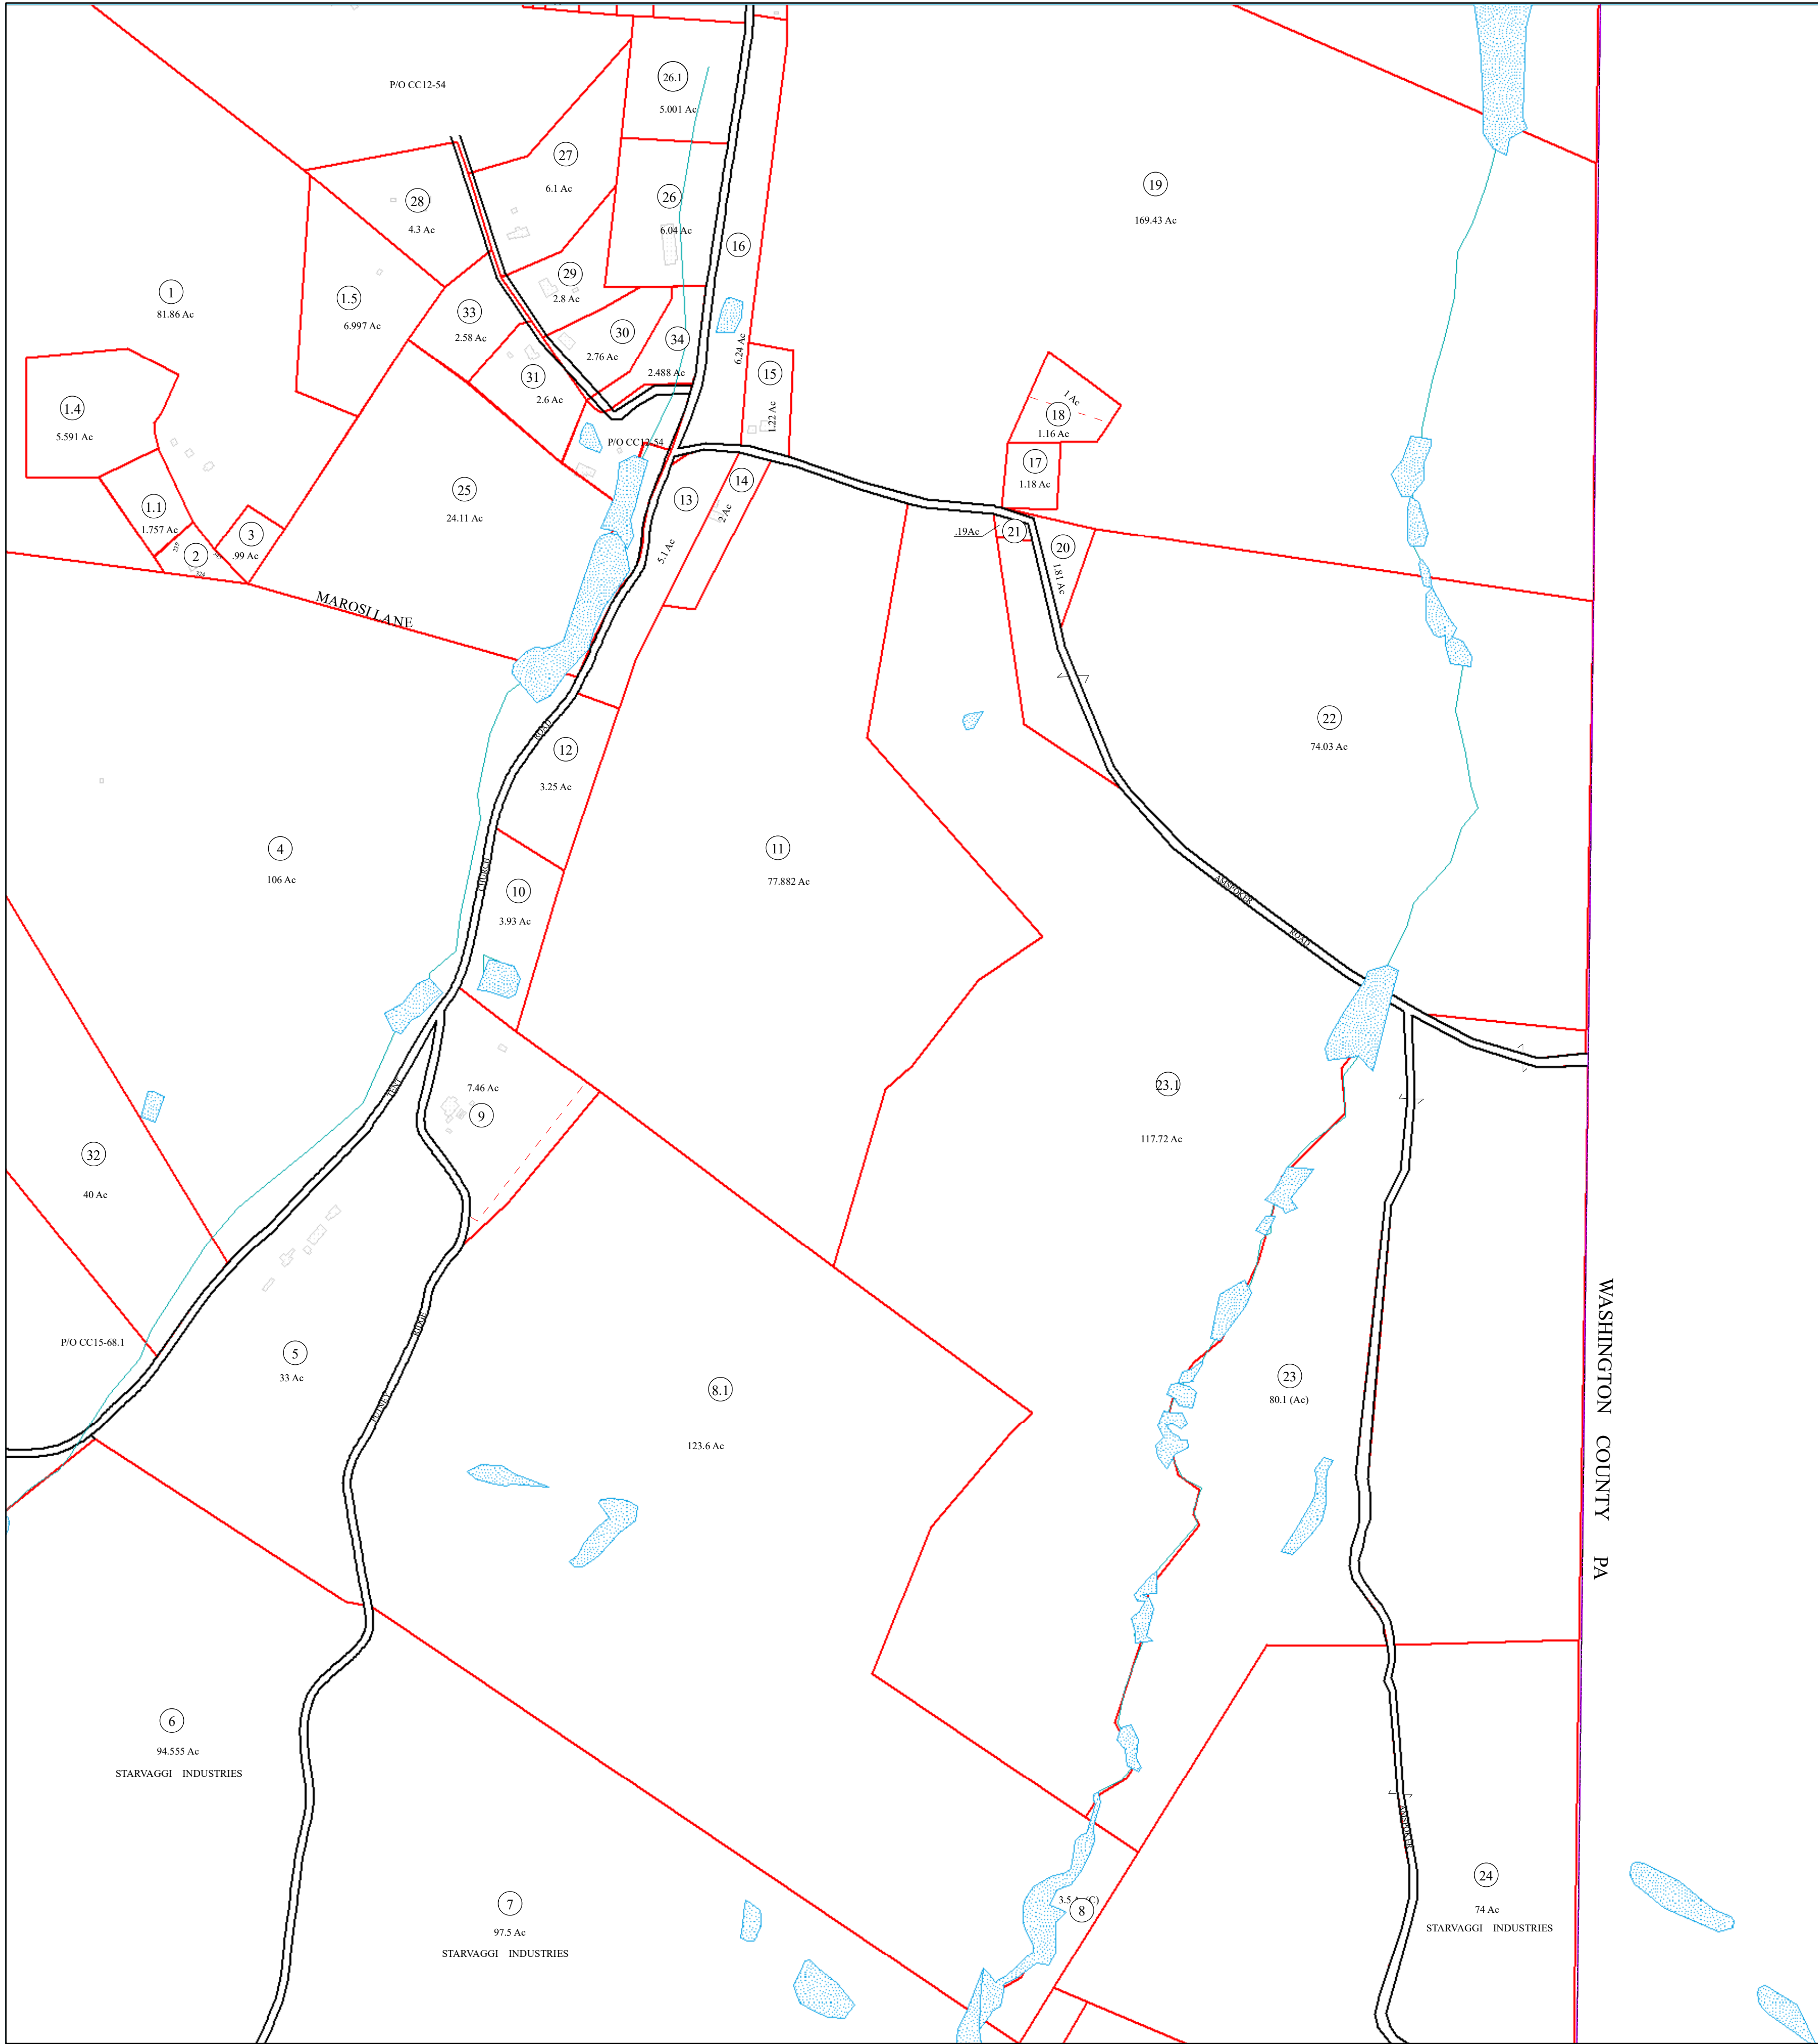 P/O CC12-54
26.1
5.001 Ac
27
6.1 Ac
28
4.3 Ac
26
6.04 Ac
19
169.43 Ac
16
6.24 Ac
1
81.86 Ac
1.5
6.997 Ac
29
2.8 Ac
33
2.58 Ac
30
2.76 Ac
34
2.488 Ac
31
2.6 Ac
15
1.22 Ac
1.4
5.591 Ac
1 Ac
18
1.16 Ac
P/O CC12-54
17
1.18 Ac
25
24.11 Ac
13
5.1 Ac
14
2 Ac
1.1
1.757 Ac
2
324
3
.99 Ac
.19Ac
21
20
1.81 Ac
MAROSI LANE
22
74.03 Ac
ROAD
12
3.25 Ac
4
106 Ac
11
77.882 Ac
CHURCH
10
3.93 Ac
AMSPOKER
ROAD
7.46 Ac
9
23.1
117.72 Ac
32
40 Ac
P/O CC15-68.1
5
33 Ac
RIDGE
8.1
123.6 Ac
23
80.1 (Ac)
WASHINGTON COUNTY PA
6
94.555 Ac
STARVAGGI INDUSTRIES
AMSPOKER
7
97.5 Ac
STARVAGGI INDUSTRIES
8
24
74 Ac
STARVAGGI INDUSTRIES